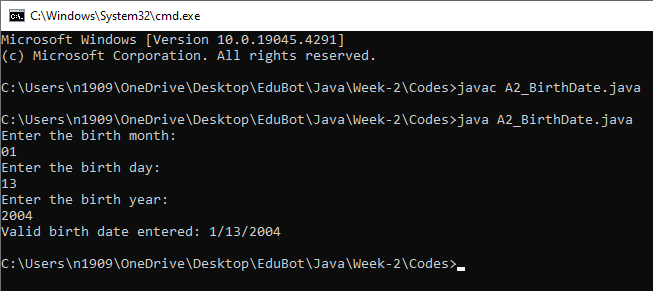 C:\Windows\System32\cmd.exe
Microsoft Windows [Version 10.0.19045.4291]
(c) Microsoft Corporation. All rights reserved.
C:\Users\n1909\OneDrive\Desktop\EduBot\Java\Week-2\Codes>javac A2_BirthDate.java
C:\Users\n1909\OneDrive\Desktop\EduBot\Java\Week-2\Codes>java A2_BirthDate.java
Enter the birth month:
01
Enter the birth day:
13
Enter the birth year:
2004
Valid birth date entered: 1/13/2004
C:\Users\n1909\OneDrive\Desktop\EduBot\Java\Week-2\Codes>